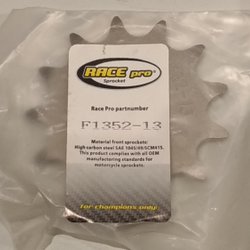 RACE pro
Sprocket
Race Pro partnumber
F1352-13
Material front sprockets:
High carbon steel SAE 1045/49/SCM415.
This product complies with all OEM
manufacturing standards for
motorcycle sprockets.
for champions only.